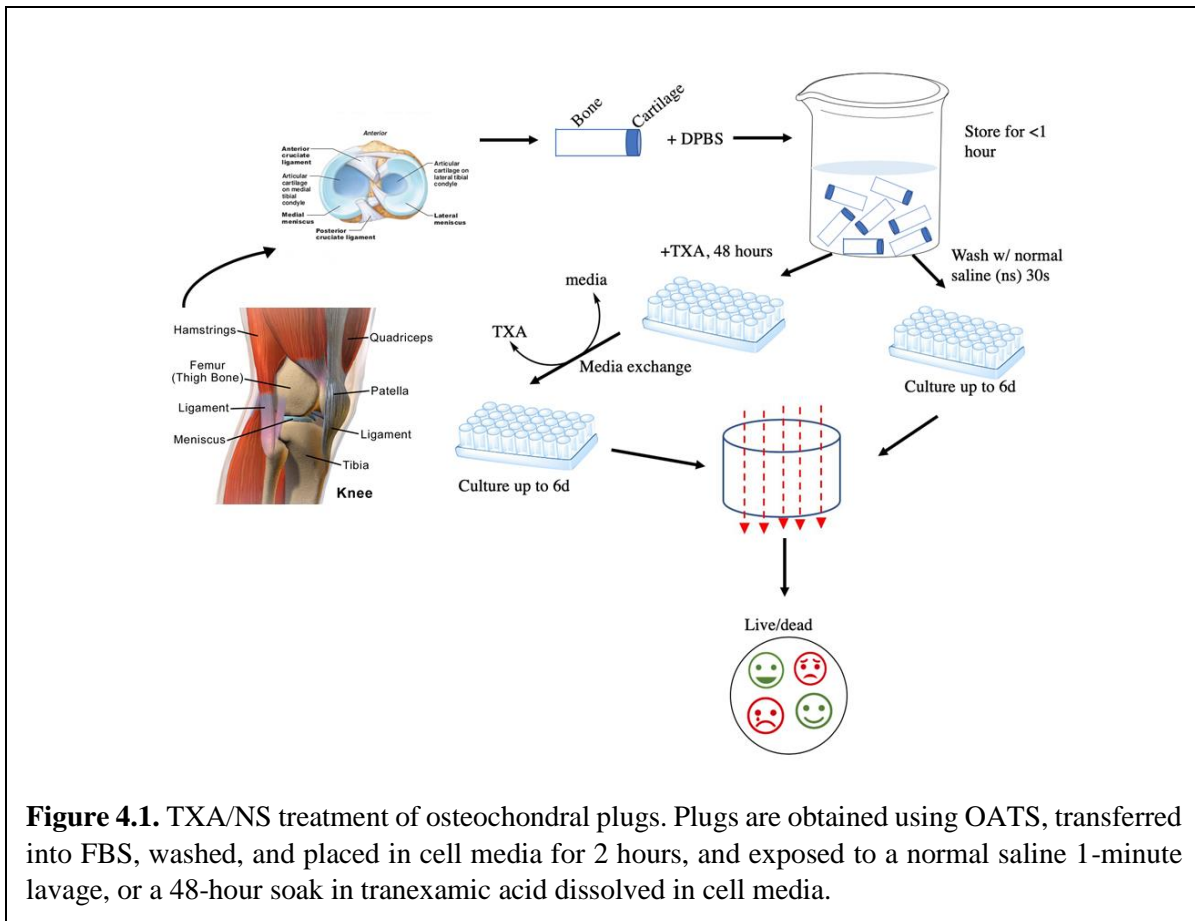 Anterior
Anterior
cruciate
ligament
Articular
cartilage
on medial
tibial
condyle
Medial
meniscus
Articular
cartilage on
lateral tibial
condyle
Lateral
meniscus
Posterior
cruciate ligament
Bone
Cartilage
+ DPBS
Store for <1
hour
+TXA, 48 hours
Wash w/ normal
saline (ns) 30s
media
TXA
Media exchange
Culture up to 6d
Culture up to 6d
Hamstrings
Quadriceps
Femur
(Thigh Bone)
Patella
Ligament
Meniscus
Ligament
Tibia
Knee
Live/dead
Figure 4.1. TXA/NS treatment of osteochondral plugs. Plugs are obtained using OATS, transferred
into FBS, washed, and placed in cell media for 2 hours, and exposed to a normal saline 1-minute
lavage, or a 48-hour soak in tranexamic acid dissolved in cell media.